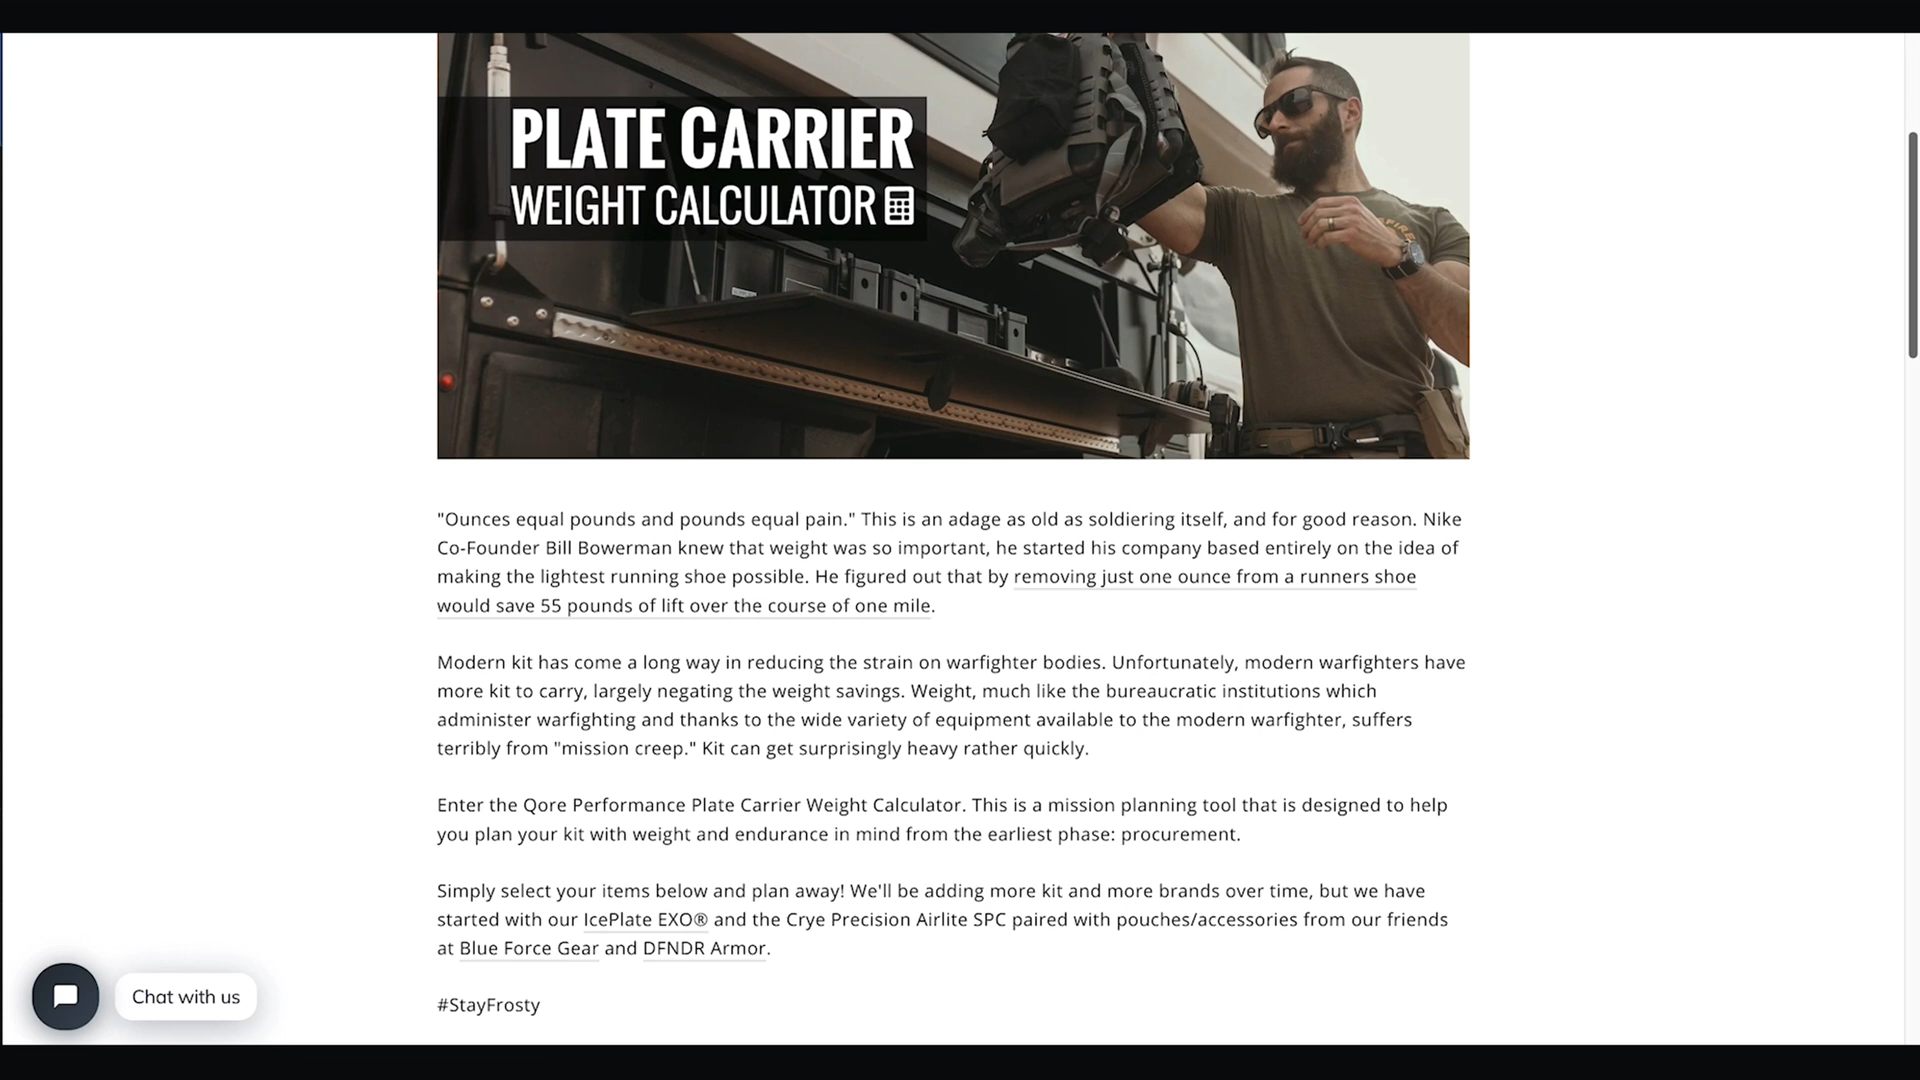 PLATE CARRIER
WEIGHT CALCULATOR
"Ounces equal pounds and pounds equal pain." This is an adage as old as soldiering itself, and for good reason. Nike
Co-Founder Bill Bowerman knew that weight was so important, he started his company based entirely on the idea of
making the lightest running shoe possible. He figured out that by removing just one ounce from a runners shoe
would save 55 pounds of lift over the course of one mile.
Modern kit has come a long way in reducing the strain on warfighter bodies. Unfortunately, modern warfighters have
more kit to carry, largely negating the weight savings. Weight, much like the bureaucratic institutions which
administer warfighting and thanks to the wide variety of equipment available to the modern warfighter, suffers
terribly from "mission creep." Kit can get surprisingly heavy rather quickly.
Enter the Qore Performance Plate Carrier Weight Calculator. This is a mission planning tool that is designed to help
you plan your kit with weight and endurance in mind from the earliest phase: procurement.
Simply select your items below and plan away! We'll be adding more kit and more brands over time, but we have
started with our IcePlate EXO® and the Crye Precision Airlite SPC paired with pouches/accessories from our friends
at Blue Force Gear and DFNDR Armor.
#StayFrosty
Chat with us